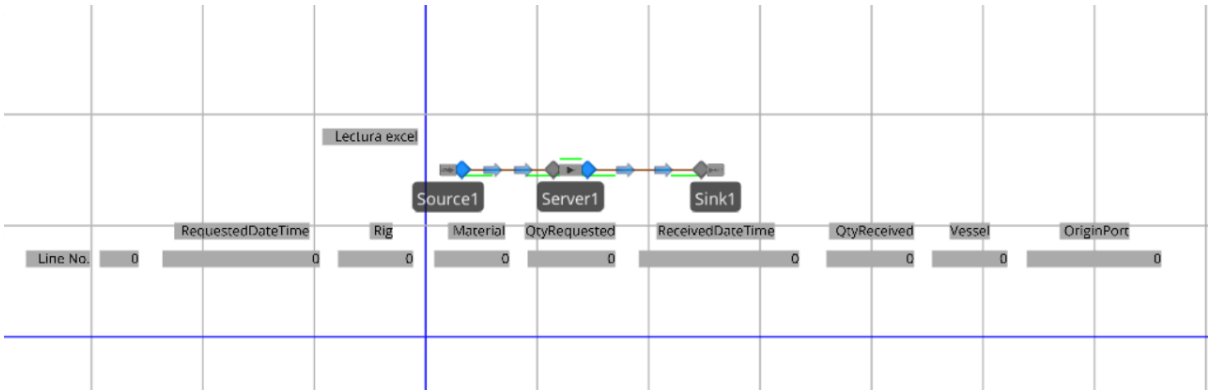 Lectura excel
Source1 Server1 Sink1
RequestedDateTime Rig Material QtyRequested ReceivedDateTime QtyReceived Vessel OriginPort
Line No. 0 0 0 0 0 0 0 0 0